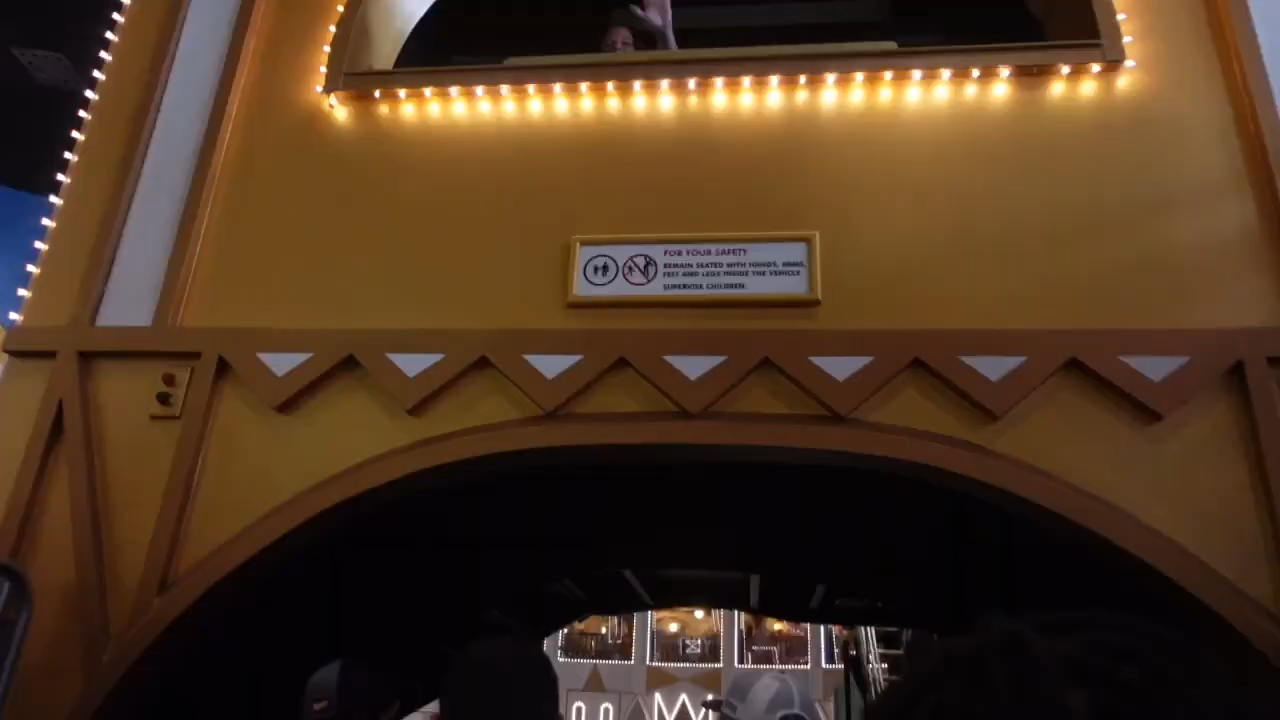 FOR YOUR SAFETY
REMAIN SEATED WITH HANDS, ARMS,
FEET AND LEGS INSIDE THE VEHICLE
SUPERVISE CHILDREN.